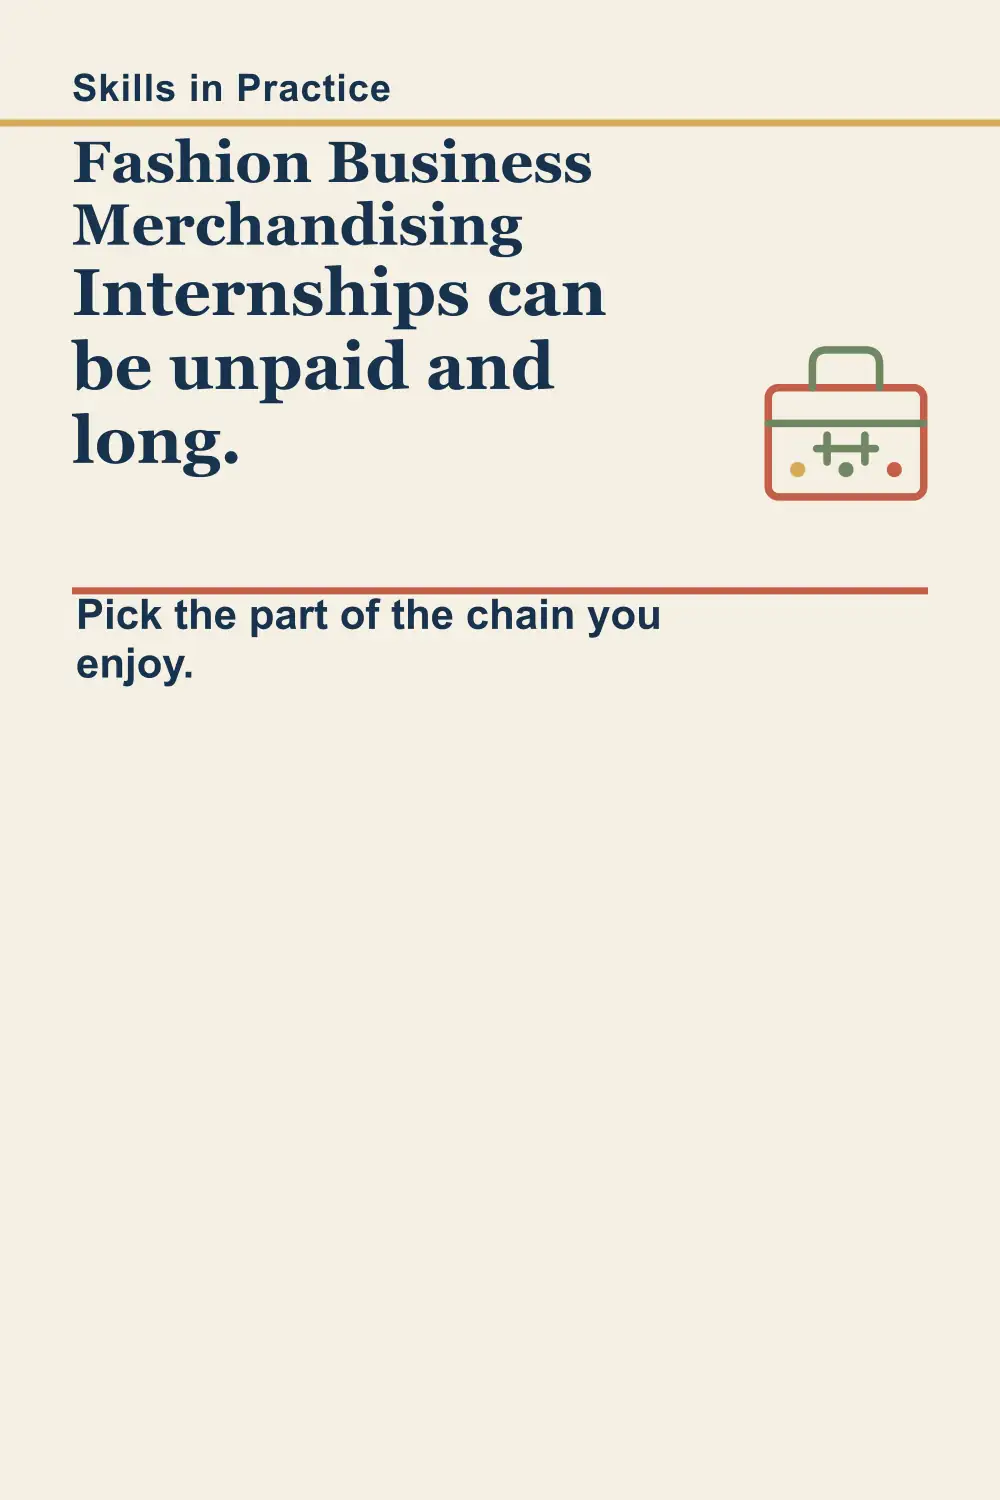 Skills in Practice
Fashion Business
Merchandising
Internships can
be unpaid and
long.
Pick the part of the chain you
enjoy.